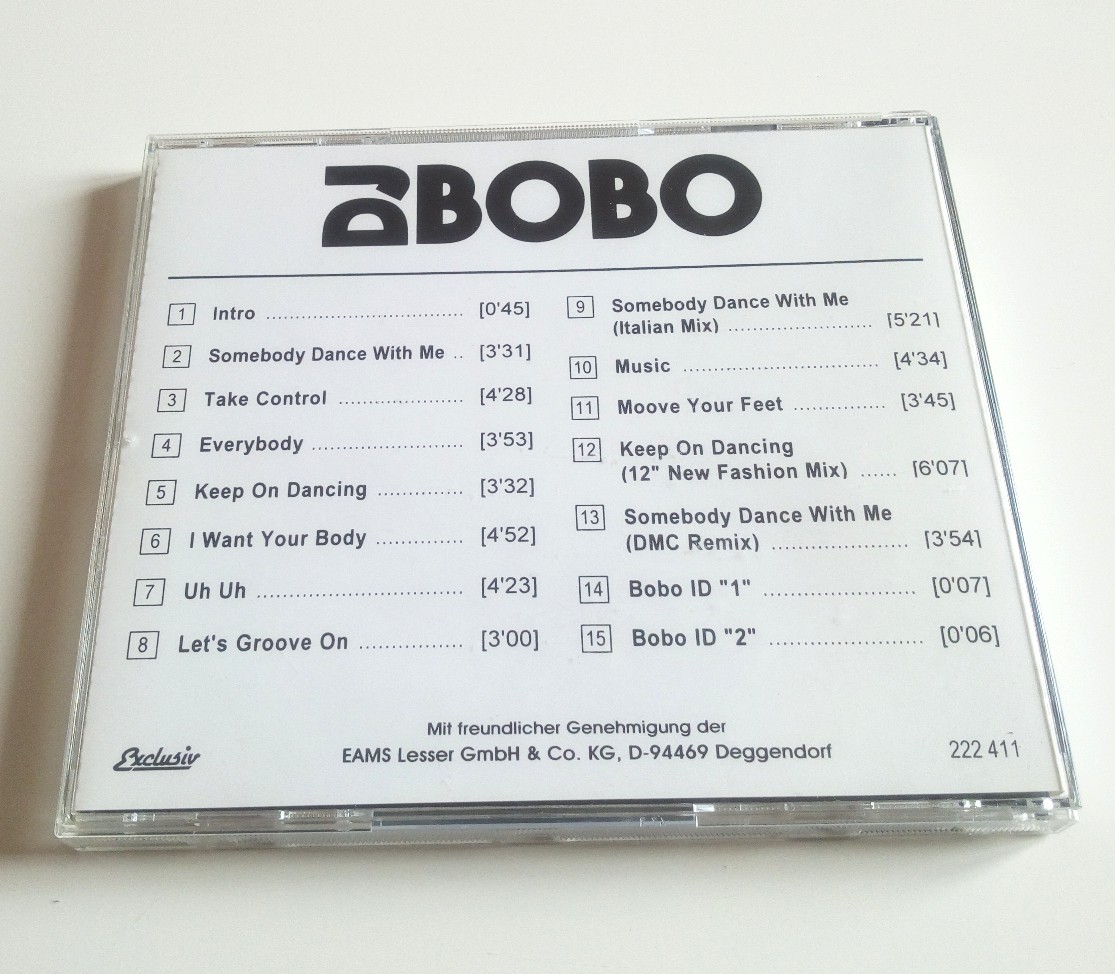 DJ BOBO
1 Intro ................................. [0'45]
2 Somebody Dance With Me .. [3'31]
3 Take Control ..................... [4'28]
4 Everybody ......................... [3'53]
5 Keep On Dancing .............. [3'32]
6 I Want Your Body .............. [4'52]
7 Uh Uh ................................. [4'23]
8 Let's Groove On ................ [3'00]
9 Somebody Dance With Me
(Italian Mix) ........................ [5'21]
10 Music ................................ [4'34]
11 Moove Your Feet ............... [3'45]
12 Keep On Dancing
(12" New Fashion Mix) ...... [6'07]
13 Somebody Dance With Me
(DMC Remix) ...................... [3'54]
14 Bobo ID "1" ........................ [0'07]
15 Bobo ID "2" ........................ [0'06]
Mit freundlicher Genehmigung der
EAMS Lesser GmbH & Co. KG, D-94469 Deggendorf
Exclusiv
222 411